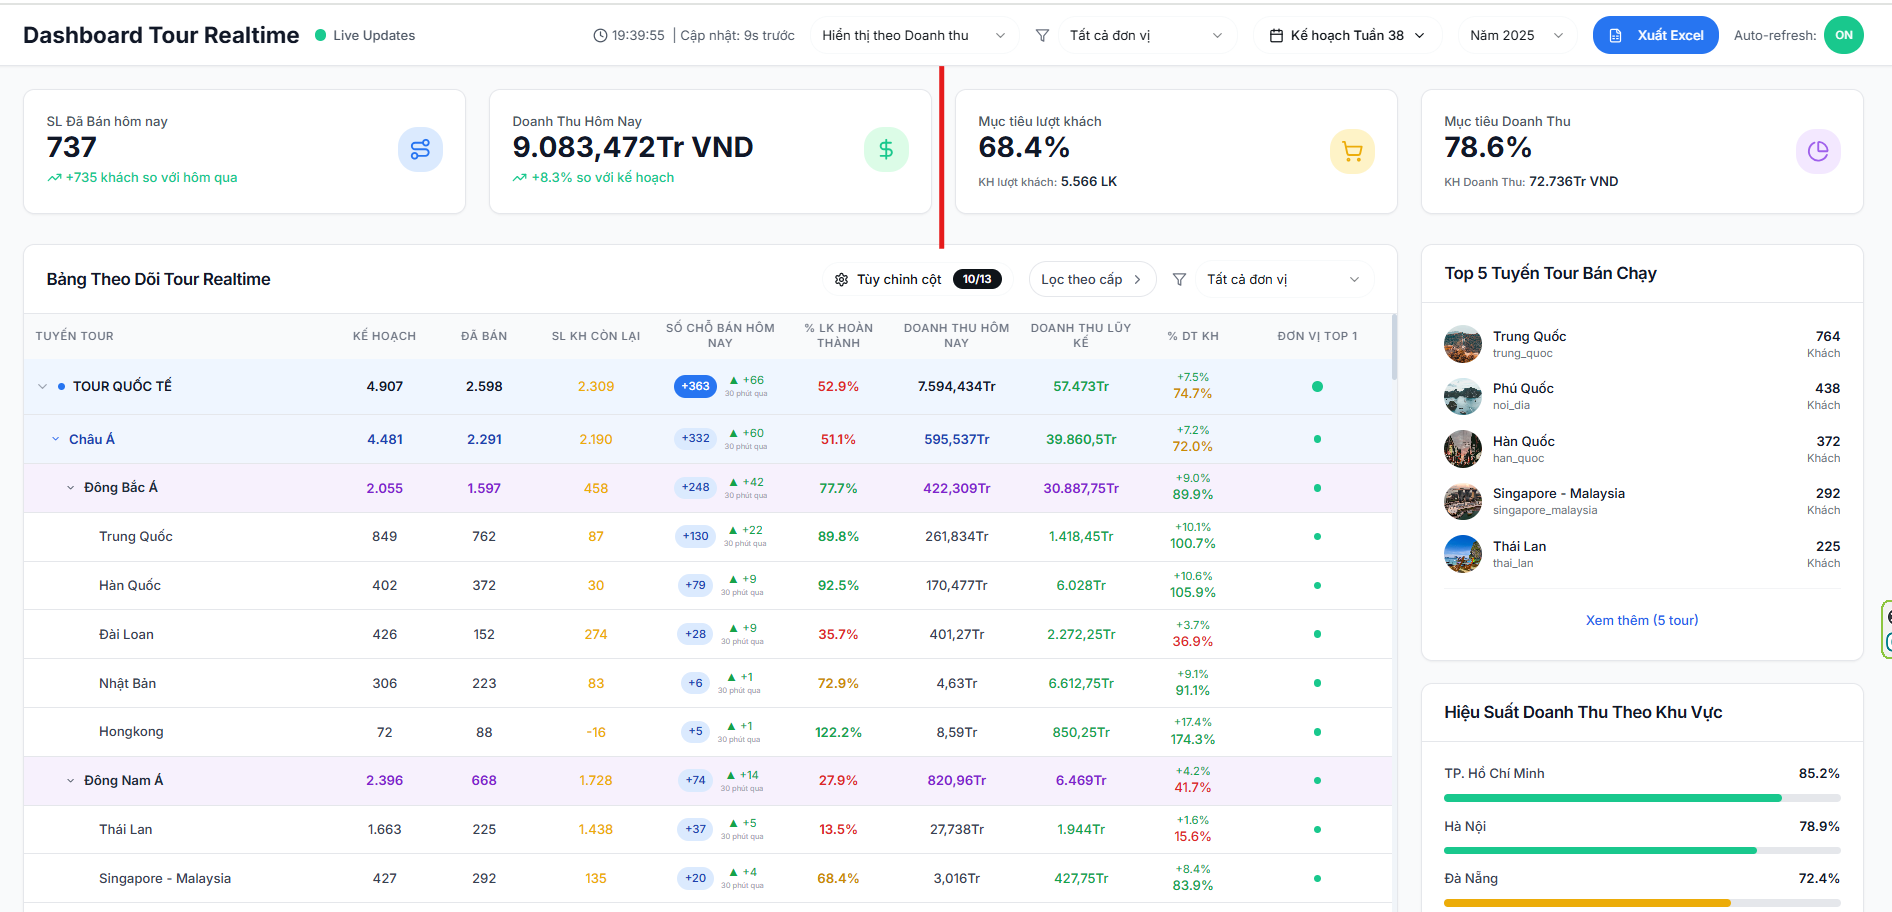 Dashboard Tour Realtime
Live Updates
19:39:55 | Cập nhật: 9s trước
Hiển thị theo Doanh thu
Tất cả đơn vị
Kế hoạch Tuần 38
Năm 2025
Xuất Excel
Auto-refresh:
ON
SL Đã Bán hôm nay
737
+735 khách so với hôm qua
Doanh Thu Hôm Nay
9.083,472Tr VND
+8.3% so với kế hoạch
Mục tiêu lượt khách
68.4%
KH lượt khách: 5.566 LK
Mục tiêu Doanh Thu
78.6%
KH Doanh Thu: 72.736Tr VND
Bảng Theo Dõi Tour Realtime
Tùy chỉnh cột 10/13
Lọc theo cấp
Tất cả đơn vị
TUYẾN TOUR KẾ HOẠCH ĐÃ BÁN SL KH CÒN LẠI SỐ CHỖ BÁN HÔM NAY % LK HOÀN THÀNH DOANH THU HÔM NAY DOANH THU LŨY KẾ % DT KH ĐƠN VỊ TOP 1
TOUR QUỐC TẾ 4.907 2.598 2.309 +363 ▲ +66 30 phút qua 52.9% 7.594,434Tr 57.473Tr +7.5% 74.7%
Châu Á 4.481 2.291 2.190 +332 ▲ +60 30 phút qua 51.1% 595,537Tr 39.860,5Tr +7.2% 72.0%
Đông Bắc Á 2.055 1.597 458 +248 ▲ +42 30 phút qua 77.7% 422,309Tr 30.887,75Tr +9.0% 89.9%
Trung Quốc 849 762 87 +130 ▲ +22 30 phút qua 89.8% 261,834Tr 1.418,45Tr +10.1% 100.7%
Hàn Quốc 402 372 30 +79 ▲ +9 30 phút qua 92.5% 170,477Tr 6.028Tr +10.6% 105.9%
Đài Loan 426 152 274 +28 ▲ +9 30 phút qua 35.7% 401,27Tr 2.272,25Tr +3.7% 36.9%
Nhật Bản 306 223 83 +6 ▲ +1 30 phút qua 72.9% 4,63Tr 6.612,75Tr +9.1% 91.1%
Hongkong 72 88 -16 +5 ▲ +1 30 phút qua 122.2% 8,59Tr 850,25Tr +17.4% 174.3%
Đông Nam Á 2.396 668 1.728 +74 ▲ +14 30 phút qua 27.9% 820,96Tr 6.469Tr +4.2% 41.7%
Thái Lan 1.663 225 1.438 +37 ▲ +5 30 phút qua 13.5% 27,738Tr 1.944Tr +1.6% 15.6%
Singapore - Malaysia 427 292 135 +20 ▲ +4 30 phút qua 68.4% 3,016Tr 427,75Tr +8.4% 83.9%
Top 5 Tuyến Tour Bán Chạy
Trung Quốc 764
trung_quoc Khách
Phú Quốc 438
noi_dia Khách
Hàn Quốc 372
han_quoc Khách
Singapore - Malaysia 292
singapore_malaysia Khách
Thái Lan 225
thai_lan Khách
Xem thêm (5 tour)
Hiệu Suất Doanh Thu Theo Khu Vực
TP. Hồ Chí Minh 85.2%
Hà Nội 78.9%
Đà Nẵng 72.4%